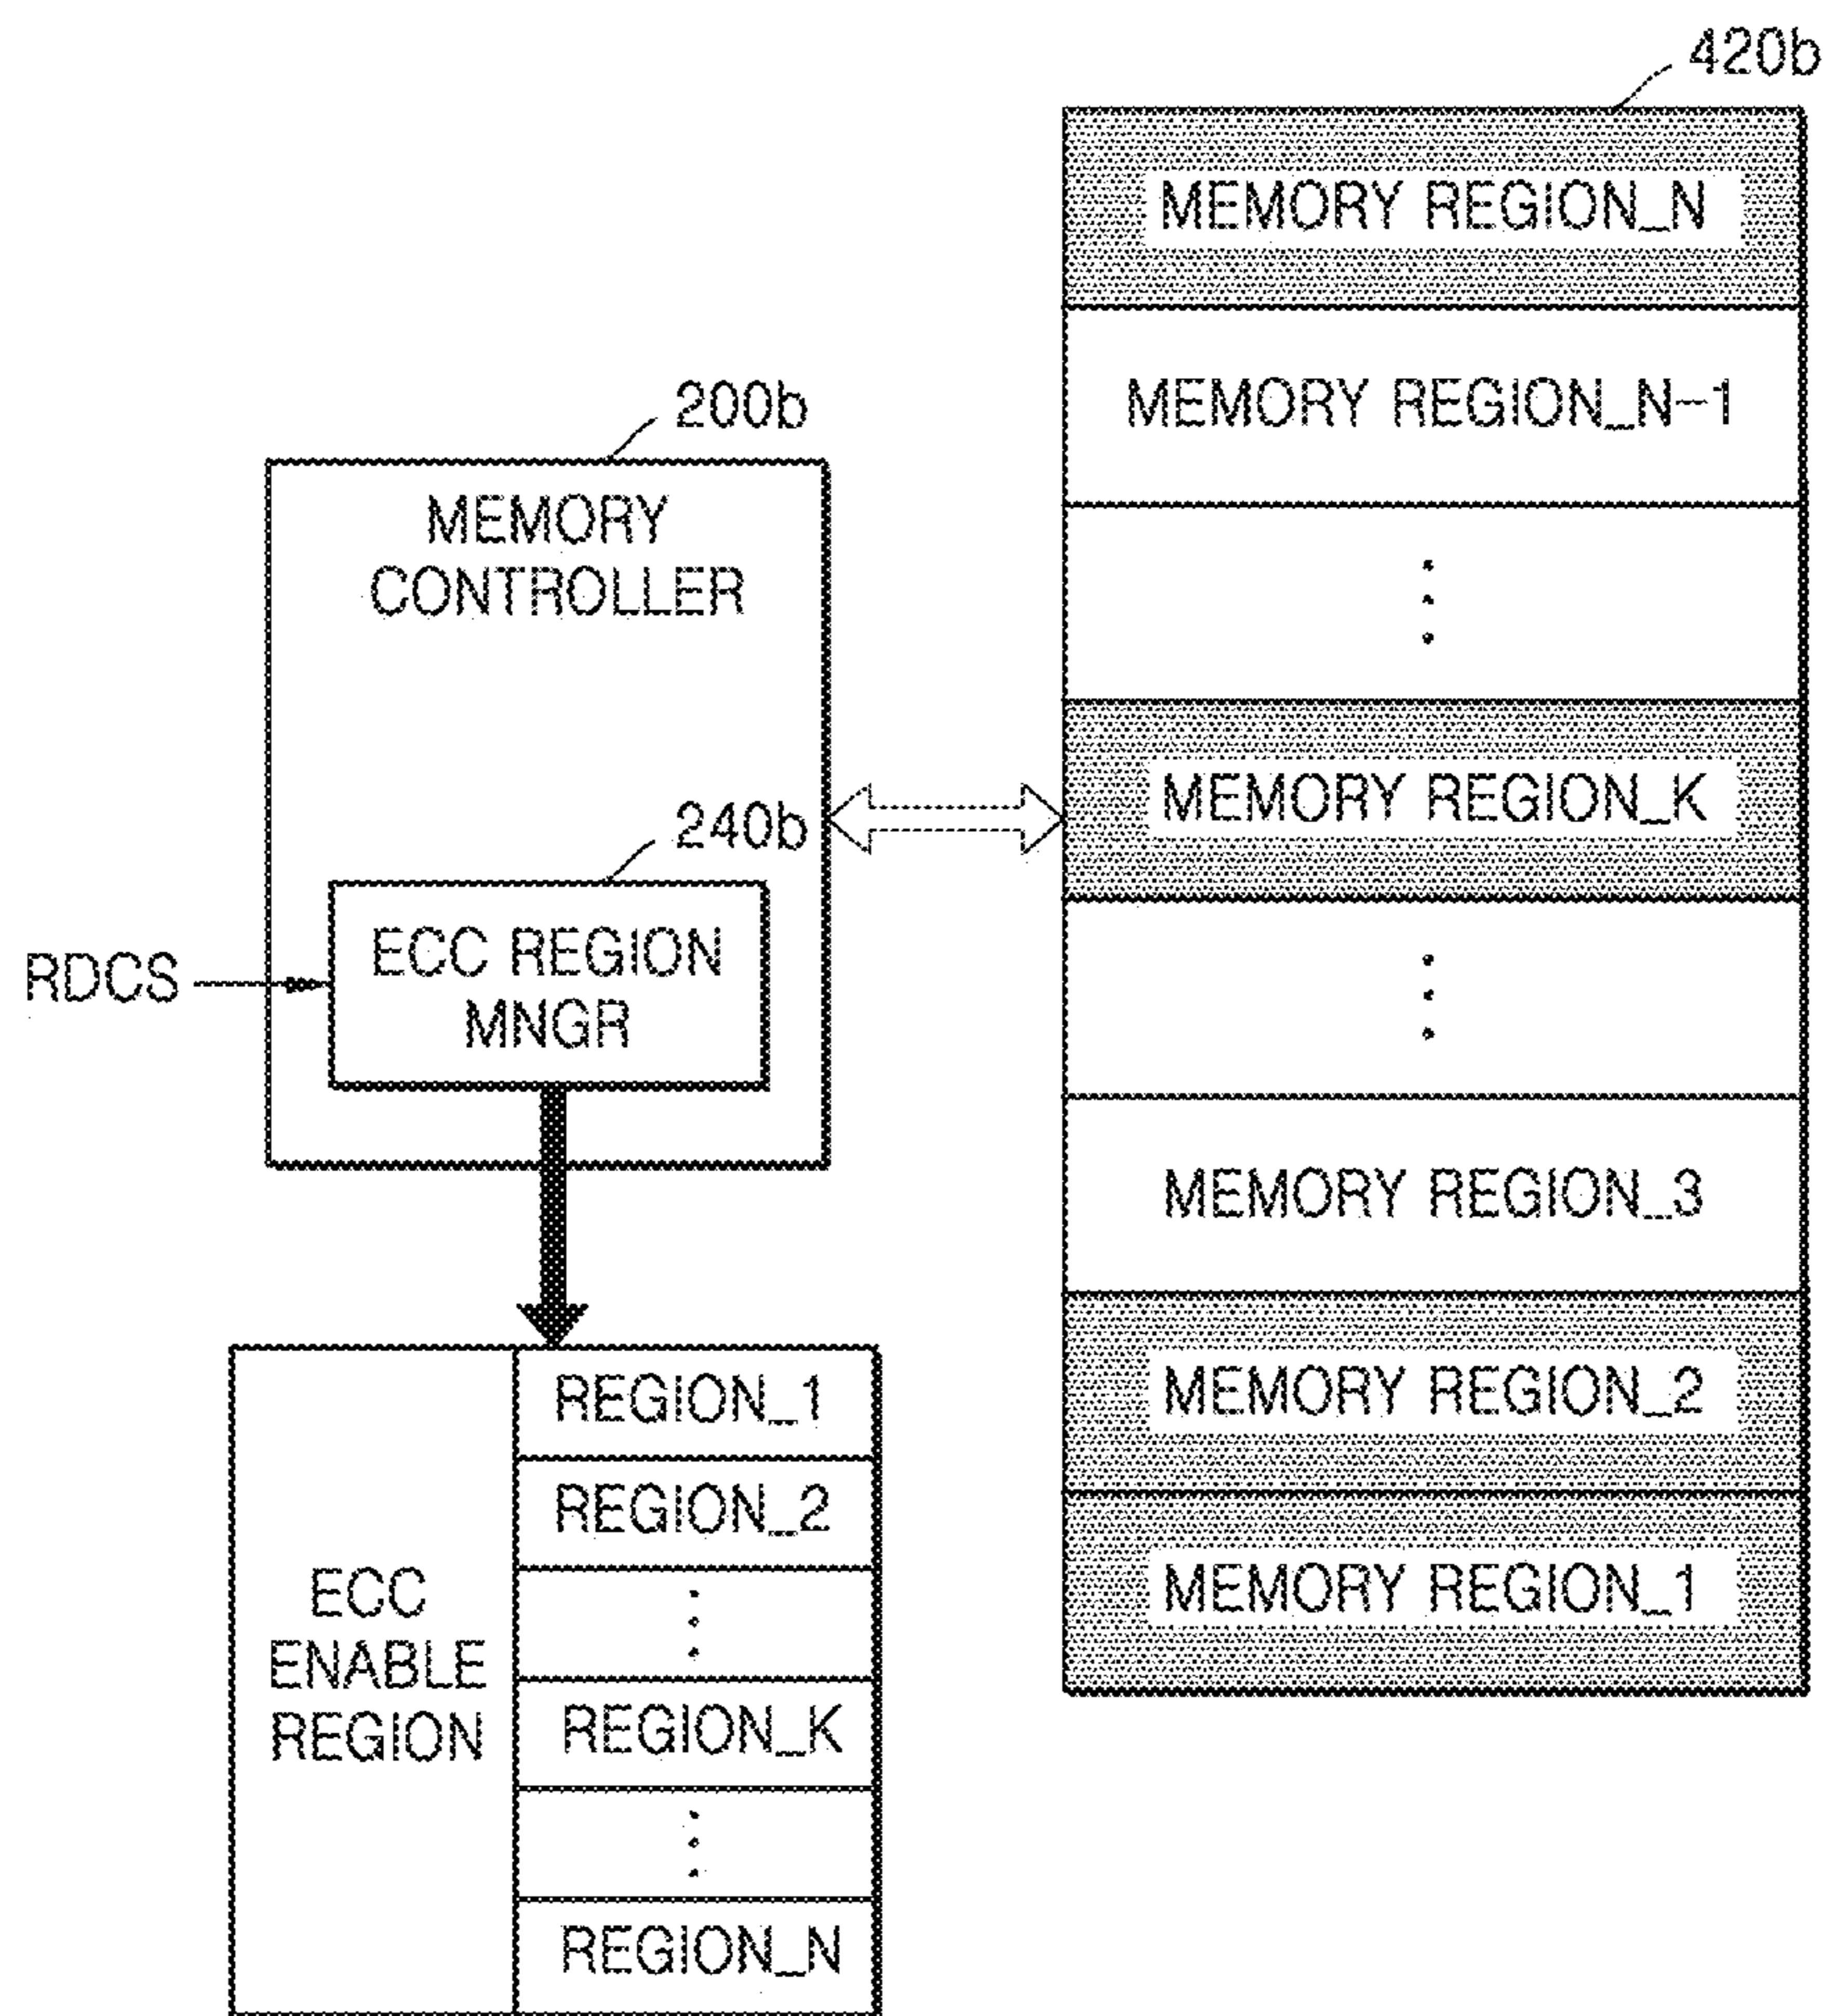 420b
MEMORY REGION_N
MEMORY REGION_N-1
200b
MEMORY
CONTROLLER
MEMORY REGION_K
240b
RDCS
ECC REGION
MNGR
MEMORY REGION_3
MEMORY REGION_2
MEMORY REGION_1
ECC
ENABLE
REGION
REGION_1
REGION_2
REGION_K
REGION_N